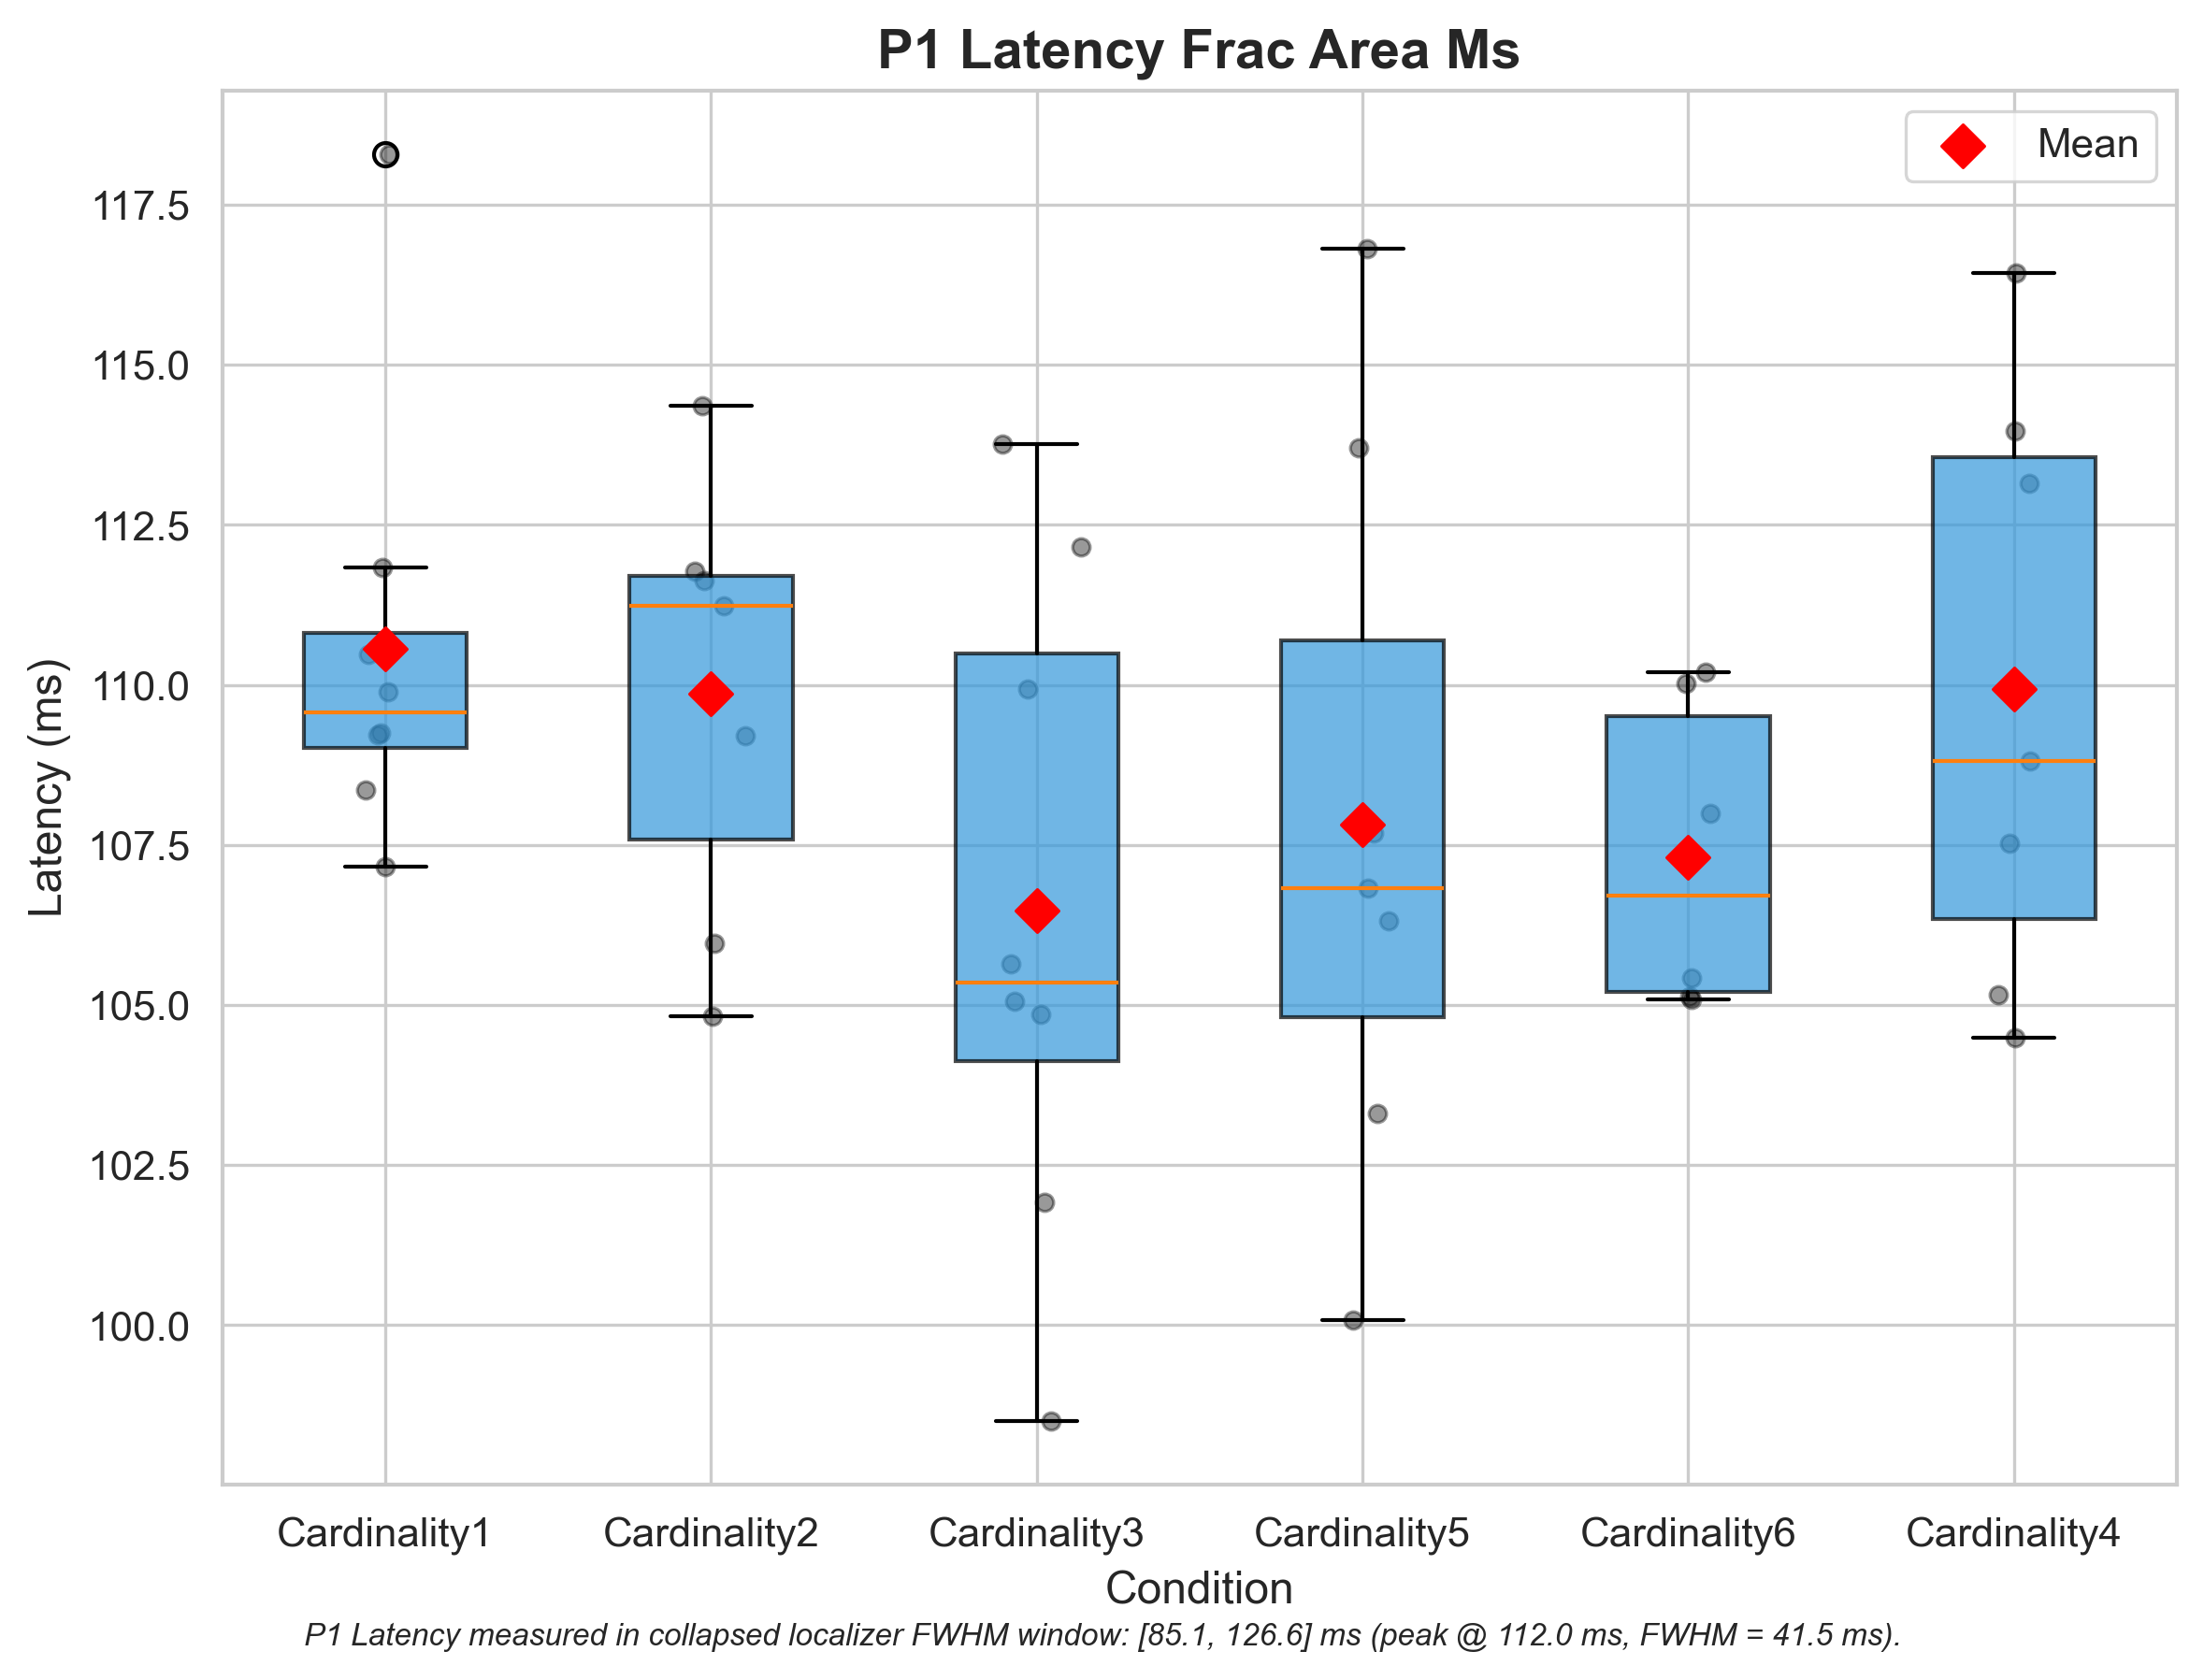 P1 Latency Frac Area Ms
Mean
117.5
115.0
112.5
110.0
107.5
105.0
102.5
100.0
Latency (ms)
Cardinality1 Cardinality2 Cardinality3 Cardinality5 Cardinality6 Cardinality4
Condition
P1 Latency measured in collapsed localizer FWHM window: [85.1, 126.6] ms (peak @ 112.0 ms, FWHM = 41.5 ms).